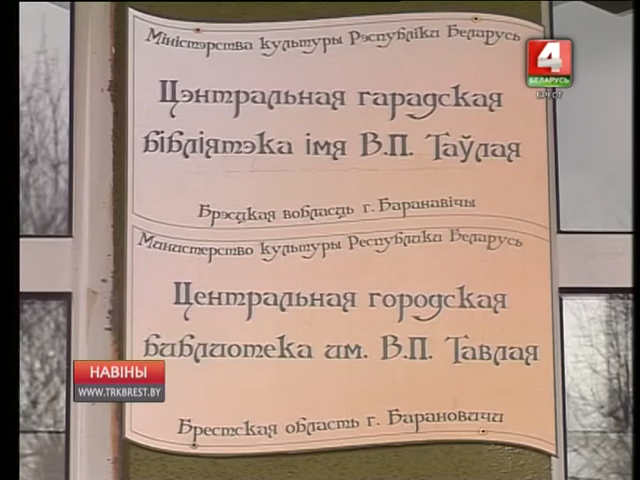 Міністэрства культуры Рэспублікі Беларусь
Цэнтральная гарадская
бібліятэка імя В.П. Таўлая
Брэсцкая вобласць г. Баранавічы
Министерство культуры Республики Беларусь
Центральная городская
библиотека им. В.П. Тавлая
Брестская область г. Барановичи
4
БЕЛАРУСЬ
БРЕСТ
НАВІНЫ
WWW.TRKBREST.BY